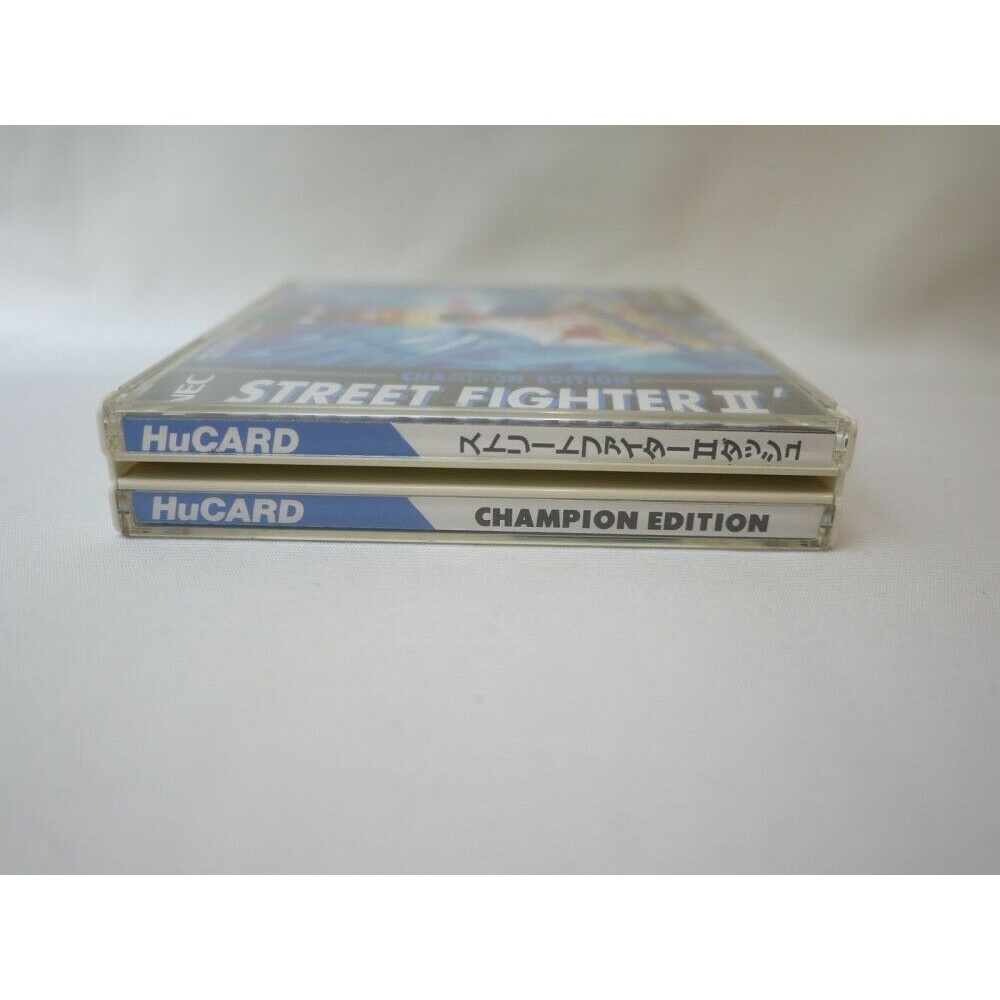 CHAMPION EDITION
NEC STREET FIGHTER II'
HuCARD ストリートファイターIIダッシュ
HuCARD CHAMPION EDITION